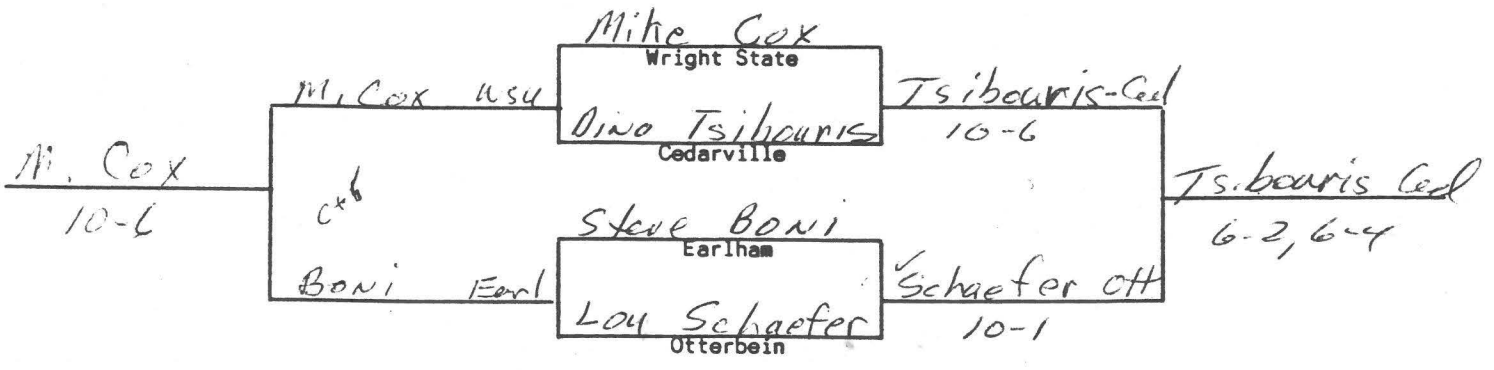 Mike Cox
Wright State
M. Cox WSU
Tsibouris-Ced
Dino Tsibouris
10-6
Cedarville
M. Cox
Tsibouris Ced
10-6
6-2, 6-4
Steve Boni
Earlham
Boni Earl
✓Schaefer Ott
Lou Schaefer
10-1
Otterbein